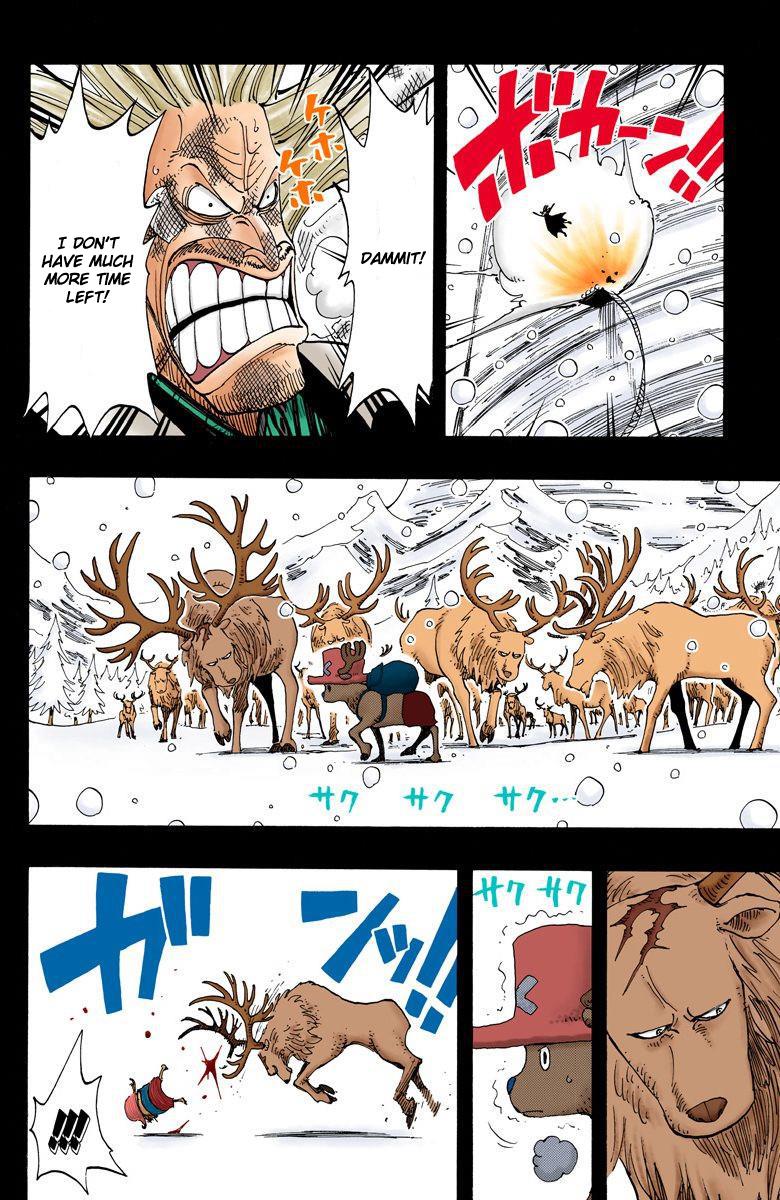 ボカーン!!
DAMMIT!
ケホ
ケホ
I DON'T
HAVE MUCH
MORE TIME
LEFT!
サク サク サク…
サク サク
ガンッ!!
!!!